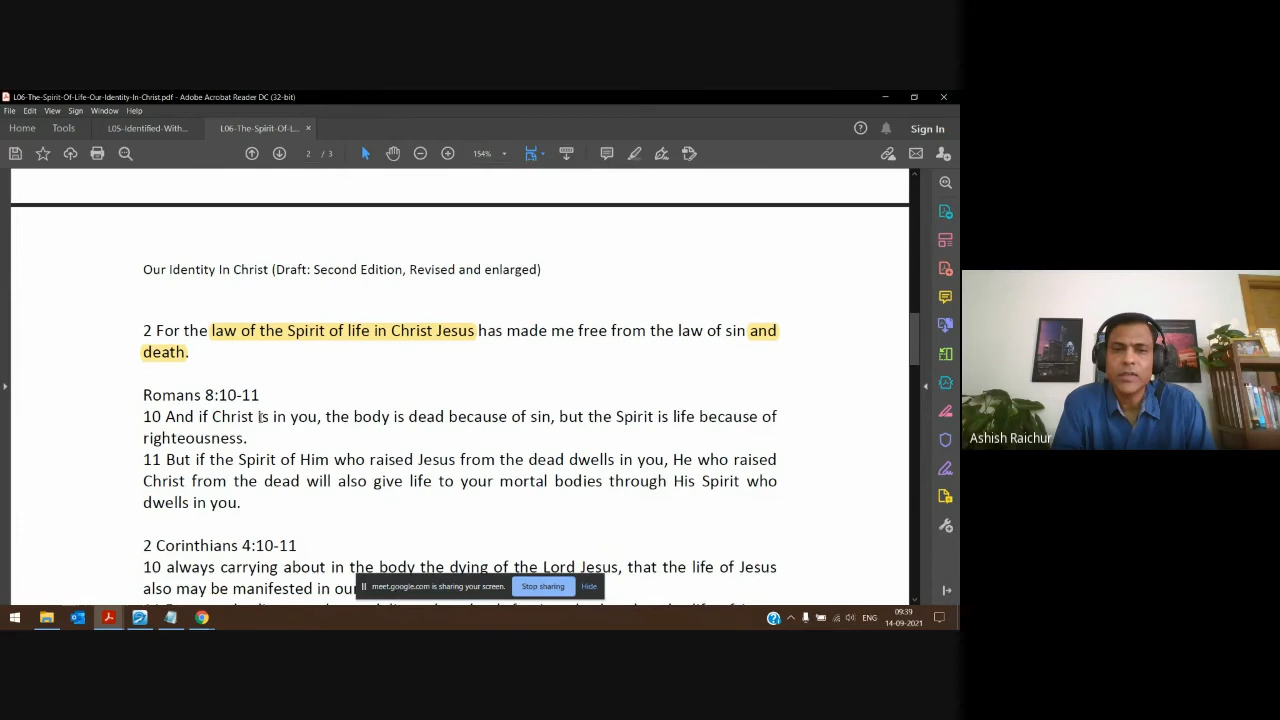 L06-The-Spirit-Of-Life-Our-Identity-In-Christ.pdf - Adobe Acrobat Reader DC (32-bit)
File Edit View Sign Window Help
Home Tools L05-Identified-With... L06-The-Spirit-Of-L... × Sign In
2 / 3 154%
Our Identity In Christ (Draft: Second Edition, Revised and enlarged)
2 For the law of the Spirit of life in Christ Jesus has made me free from the law of sin and
death.
Romans 8:10-11
10 And if Christ is in you, the body is dead because of sin, but the Spirit is life because of
righteousness.
11 But if the Spirit of Him who raised Jesus from the dead dwells in you, He who raised
Christ from the dead will also give life to your mortal bodies through His Spirit who
dwells in you.
2 Corinthians 4:10-11
10 always carrying about in the body the dying of the Lord Jesus, that the life of Jesus
also may be manifested in our
meet.google.com is sharing your screen. Stop sharing Hide
Ashish Raichur
ENG
09:39
14-09-2021